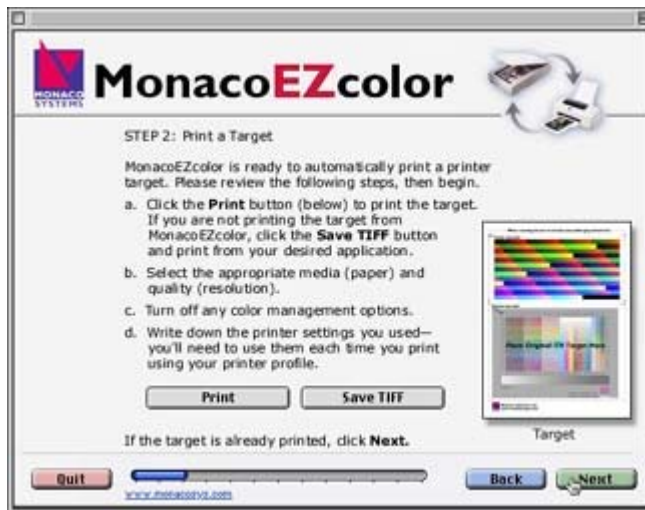 MONACO
SYSTEMS
MonacoEZcolor
STEP 2: Print a Target
MonacoEZcolor is ready to automatically print a printer
target. Please review the following steps, then begin.
a. Click the Print button (below) to print the target.
If you are not printing the target from
MonacoEZcolor, click the Save TIFF button
and print from your desired application.
b. Select the appropriate media (paper) and
quality (resolution).
c. Turn off any color management options.
d. Write down the printer settings you used—
you'll need to use them each time you print
using your printer profile.
Print Save TIFF
Place Original IT8 Target Here
Target
If the target is already printed, click Next.
Quit Back Next
www.monacosys.com